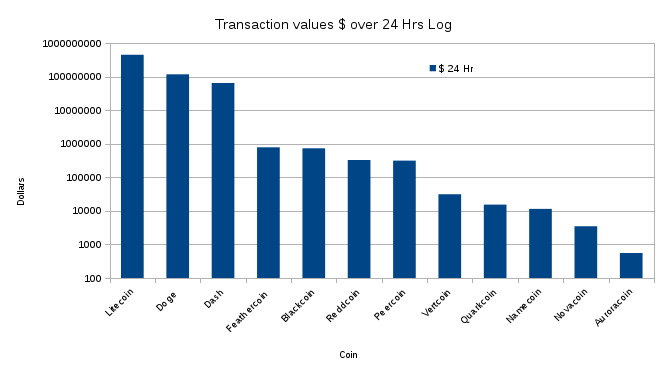 Transaction values $ over 24 Hrs Log
$ 24 Hr
1000000000
100000000
10000000
1000000
100000
10000
1000
100
Dollars
Litecoin
Doge
Dash
Feathercoin
Blackcoin
Reddcoin
Peercoin
Vertcoin
Quarkcoin
Namecoin
Novacoin
Auroracoin
Coin